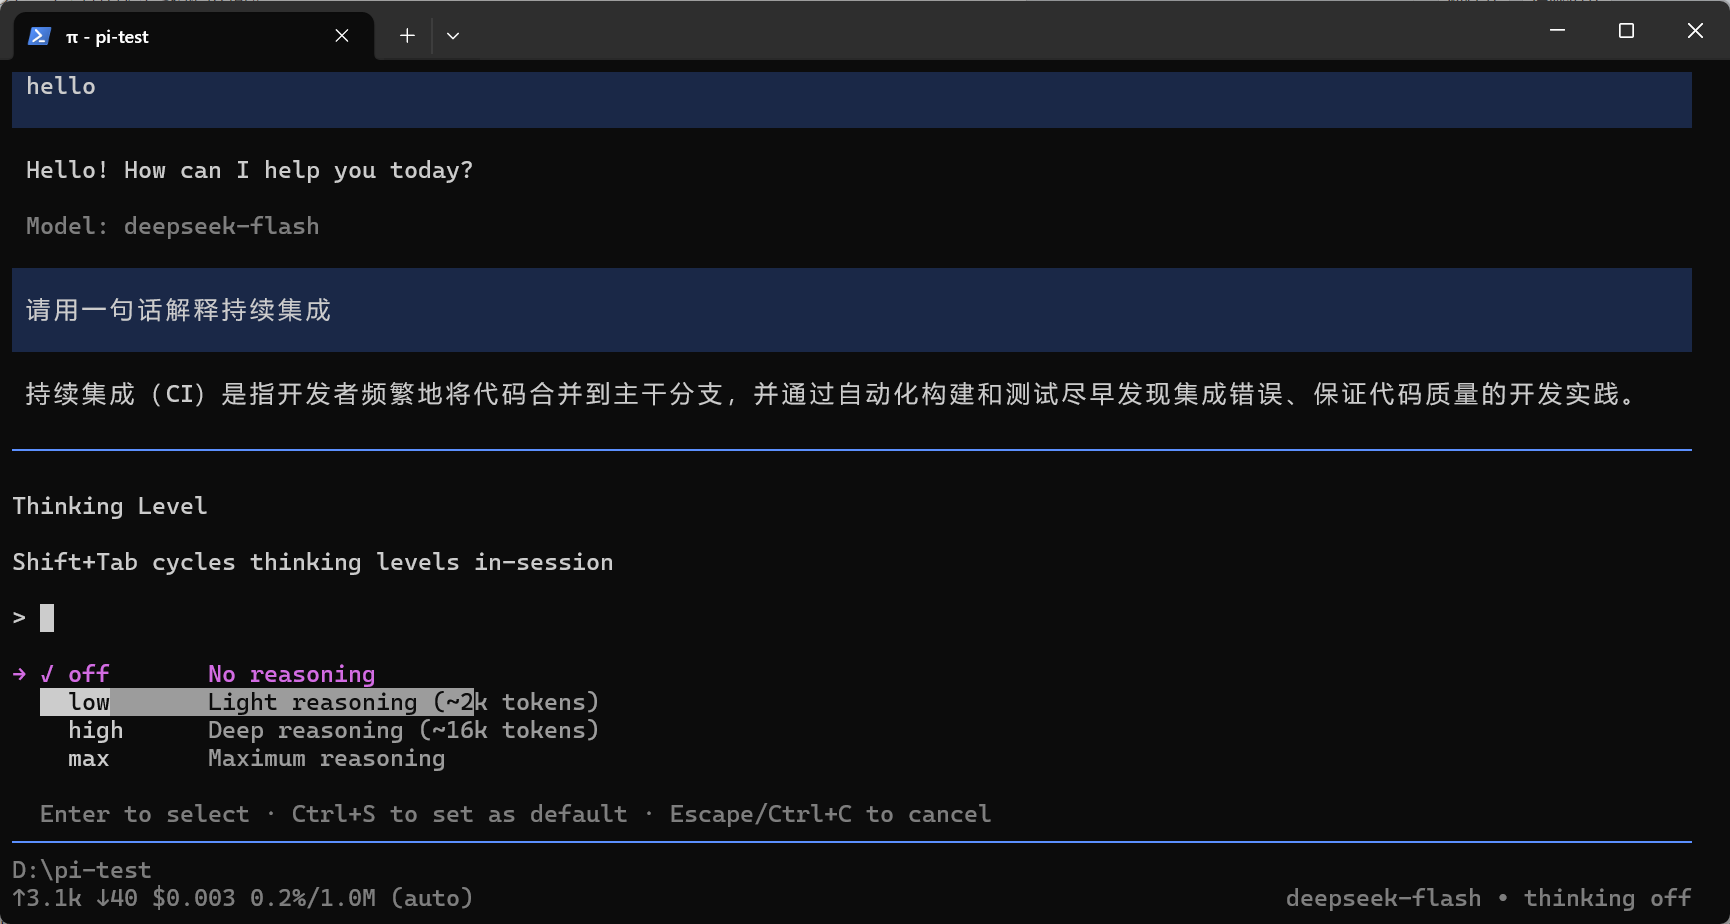 π - pi-test
hello
Hello! How can I help you today?
Model: deepseek-flash
请用一句话解释持续集成
持续集成（CI）是指开发者频繁地将代码合并到主干分支，并通过自动化构建和测试尽早发现集成错误、保证代码质量的开发实践。
Thinking Level
Shift+Tab cycles thinking levels in-session
>
→ ✓ off No reasoning
low Light reasoning (~2k tokens)
high Deep reasoning (~16k tokens)
max Maximum reasoning
Enter to select · Ctrl+S to set as default · Escape/Ctrl+C to cancel
D:\pi-test
↑3.1k ↓40 $0.003 0.2%/1.0M (auto) deepseek-flash • thinking off